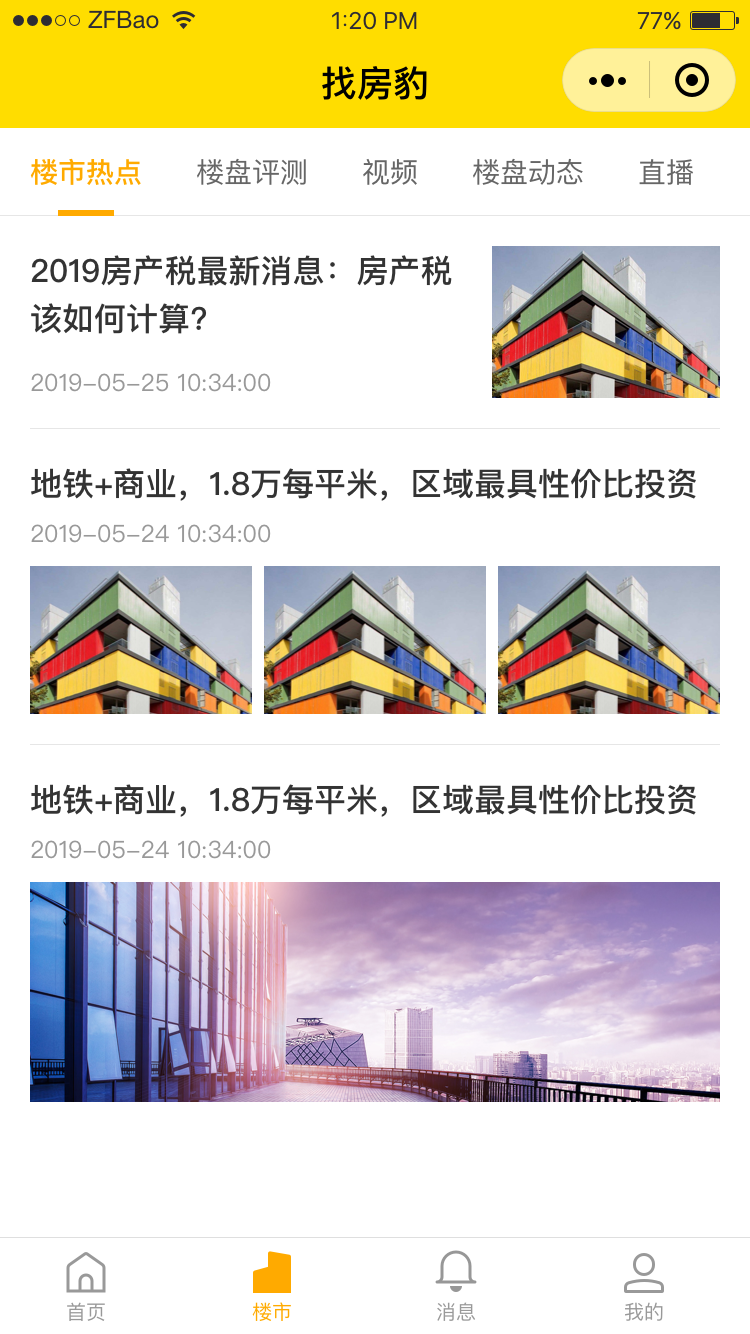 ZFBao 1:20 PM 77%
找房豹
楼市热点 楼盘评测 视频 楼盘动态 直播
2019房产税最新消息：房产税
该如何计算?
2019-05-25 10:34:00
地铁+商业，1.8万每平米，区域最具性价比投资
2019-05-24 10:34:00
地铁+商业，1.8万每平米，区域最具性价比投资
2019-05-24 10:34:00
首页 楼市 消息 我的